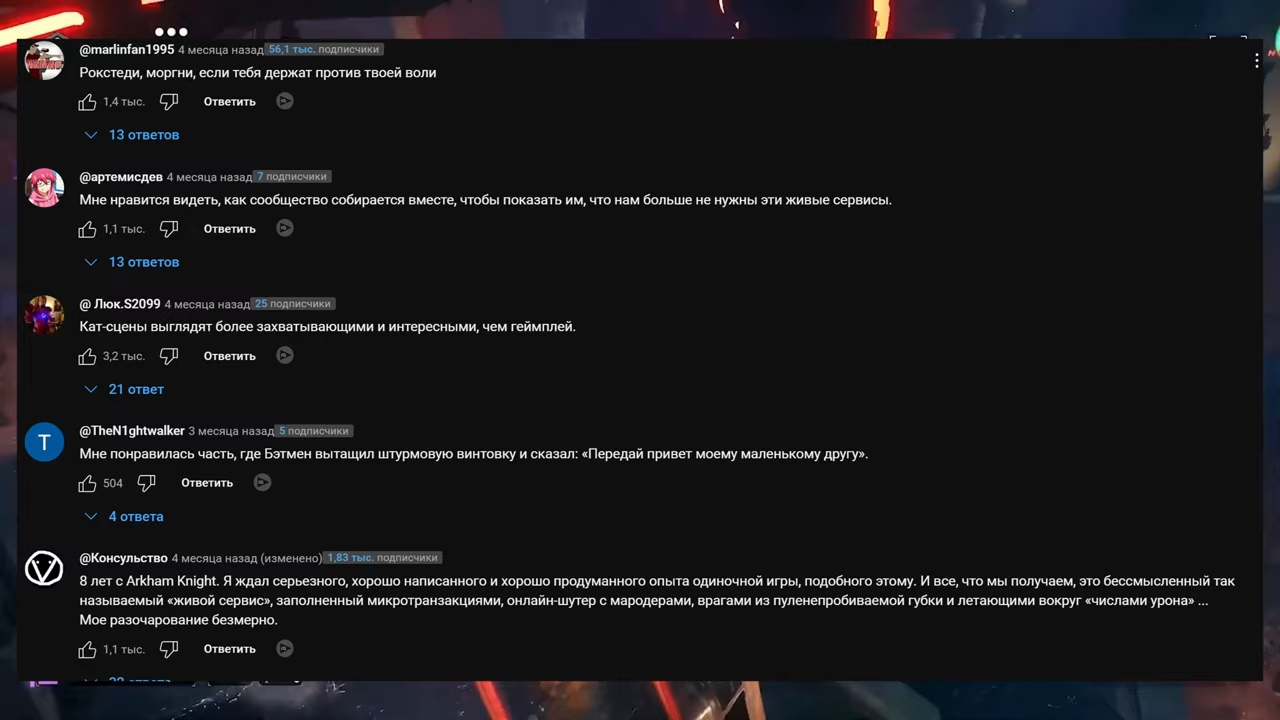 @marlinfan1995 4 месяца назад 56,1 тыс. подписчики
Рокстеди, моргни, если тебя держат против твоей воли
1,4 тыс. Ответить
13 ответов
@артемисдев 4 месяца назад 7 подписчики
Мне нравится видеть, как сообщество собирается вместе, чтобы показать им, что нам больше не нужны эти живые сервисы.
1,1 тыс. Ответить
13 ответов
@ Люк.S2099 4 месяца назад 25 подписчики
Кат-сцены выглядят более захватывающими и интересными, чем геймплей.
3,2 тыс. Ответить
21 ответ
T
@TheN1ghtwalker 3 месяца назад 5 подписчики
Мне понравилась часть, где Бэтмен вытащил штурмовую винтовку и сказал: «Передай привет моему маленькому другу».
504 Ответить
4 ответа
@Консульство 4 месяца назад (изменено) 1,83 тыс. подписчики
8 лет с Arkham Knight. Я ждал серьезного, хорошо написанного и хорошо продуманного опыта одиночной игры, подобного этому. И все, что мы получаем, это бессмысленный так
называемый «живой сервис», заполненный микротранзакциями, онлайн-шутер с мародерами, врагами из пуленепробиваемой губки и летающими вокруг «числами урона» ...
Мое разочарование безмерно.
1,1 тыс. Ответить